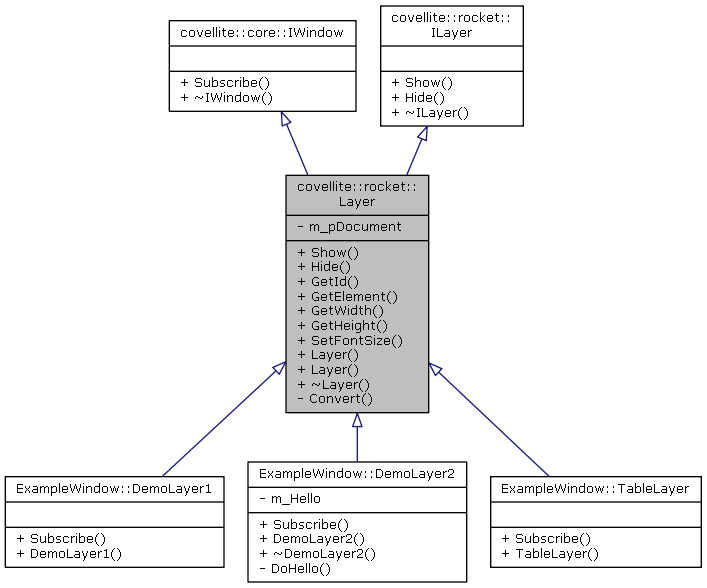 covellite::core::IWindow
+ Subscribe()
+ ~IWindow()
covellite::rocket::
ILayer
+ Show()
+ Hide()
+ ~ILayer()
covellite::rocket::
Layer
- m_pDocument
+ Show()
+ Hide()
+ GetId()
+ GetElement()
+ GetWidth()
+ GetHeight()
+ SetFontSize()
+ Layer()
+ Layer()
+ ~Layer()
- Convert()
ExampleWindow::DemoLayer1
+ Subscribe()
+ DemoLayer1()
ExampleWindow::DemoLayer2
- m_Hello
+ Subscribe()
+ DemoLayer2()
+ ~DemoLayer2()
- DoHello()
ExampleWindow::TableLayer
+ Subscribe()
+ TableLayer()